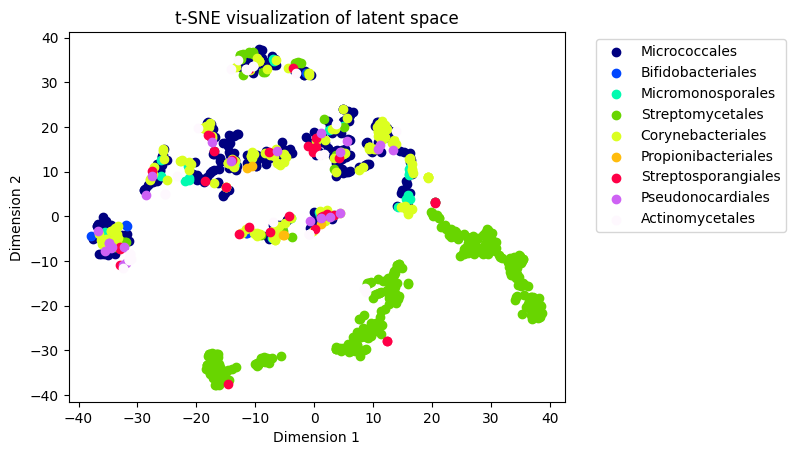 t-SNE visualization of latent space
40
30
20
10
0
−10
−20
−30
−40
Dimension 2
−40 −30 −20 −10 0 10 20 30 40
Dimension 1
Micrococcales
Bifidobacteriales
Micromonosporales
Streptomycetales
Corynebacteriales
Propionibacteriales
Streptosporangiales
Pseudonocardiales
Actinomycetales